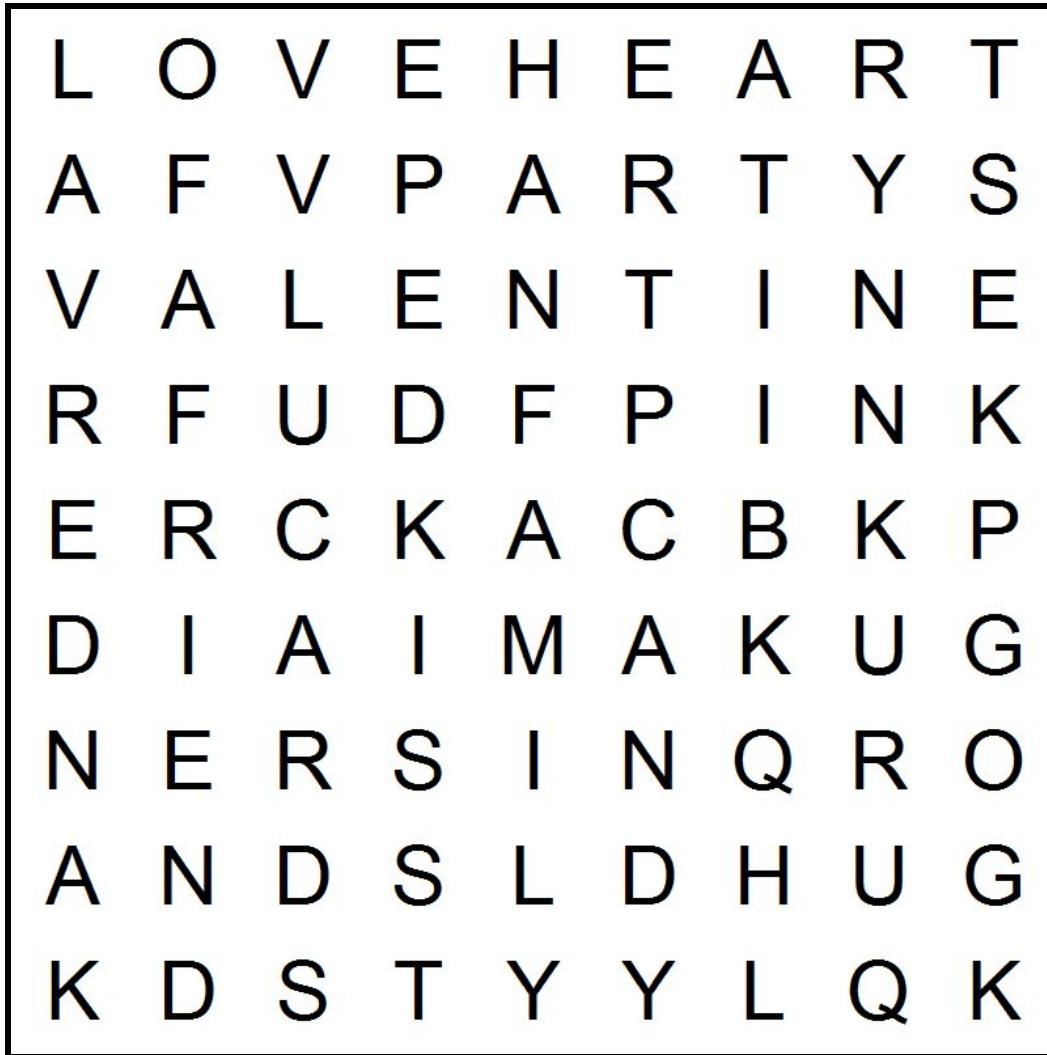 L O V E H E A R T
A F V P A R T Y S
V A L E N T I N E
R F U D F P I N K
E R C K A C B K P
D I A I M A K U G
N E R S I N Q R O
A N D S L D H U G
K D S T Y Y L Q K